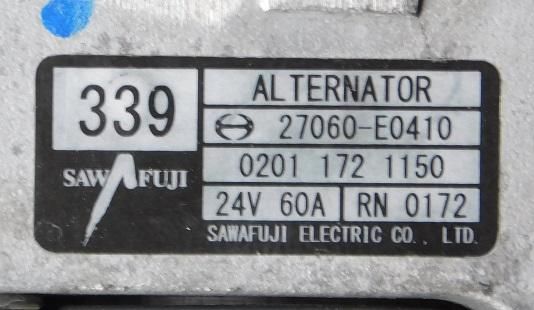 339
SAWAFUJI
ALTERNATOR
27060-E0410
0201 172 1150
24V 60A RN 0172
SAWAFUJI ELECTRIC CO., LTD.